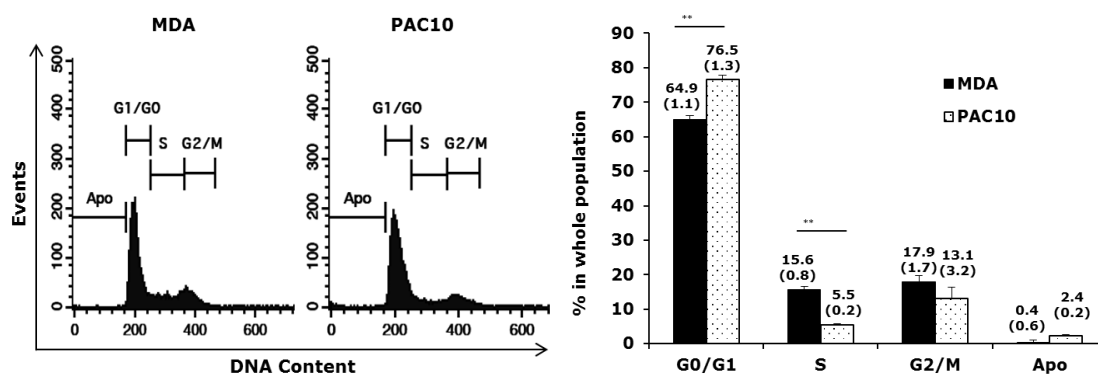 MDA
PAC10
Events
500
400
300
200
100
0
G1/G0
S
G2/M
Apo
0
200
400
600
500
400
300
200
100
0
G1/G0
S
G2/M
Apo
0
200
400
600
DNA Content
% in whole population
90
80
70
60
50
40
30
20
10
0
**
64.9
(1.1)
76.5
(1.3)
**
15.6
(0.8)
5.5
(0.2)
17.9
(1.7)
13.1
(3.2)
0.4
(0.6)
2.4
(0.2)
MDA
PAC10
G0/G1
S
G2/M
Apo